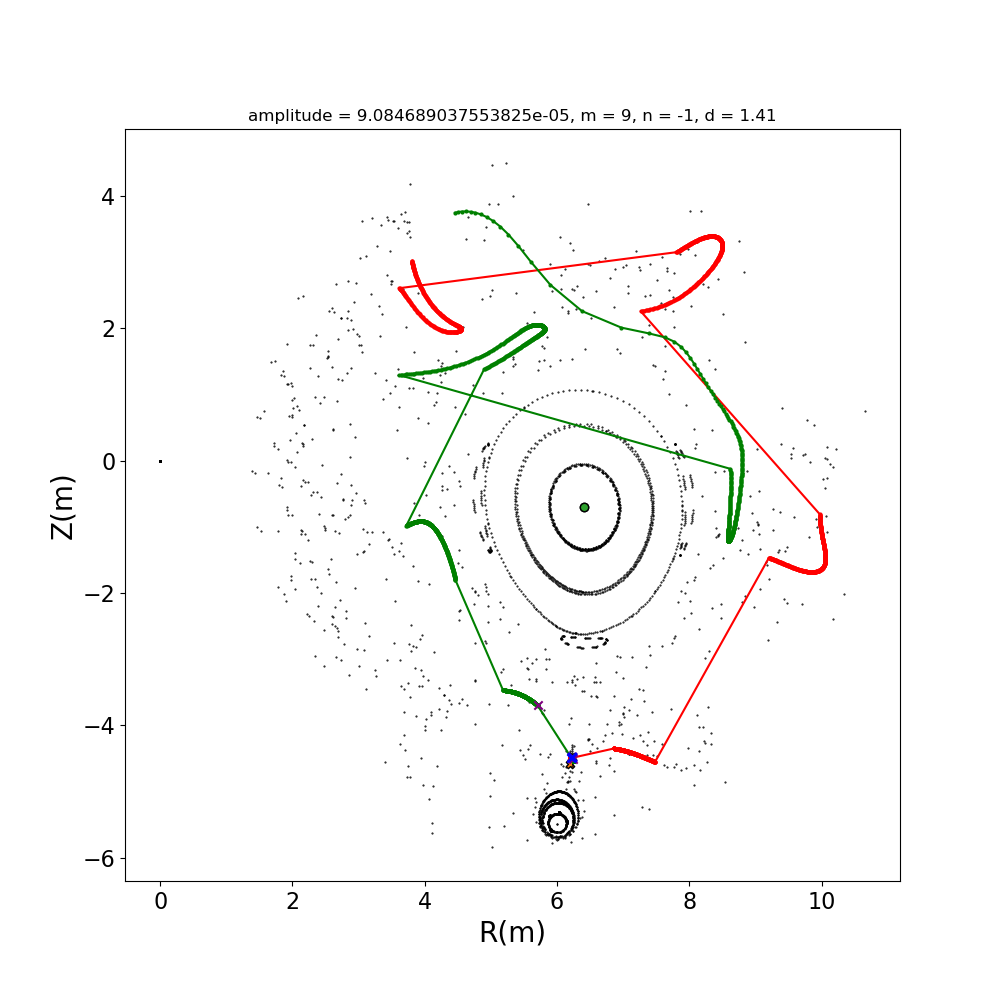 amplitude = 9.084689037553825e-05, m = 9, n = -1, d = 1.41
4
2
0
−2
−4
−6
Z(m)
0 2 4 6 8 10
R(m)